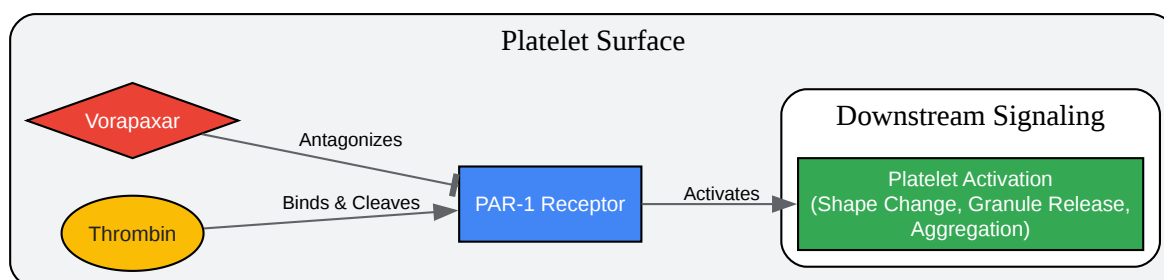 Platelet Surface
Vorapaxar
Antagonizes
Thrombin
Binds & Cleaves
PAR-1 Receptor
Activates
Downstream Signaling
Platelet Activation
(Shape Change, Granule Release,
Aggregation)